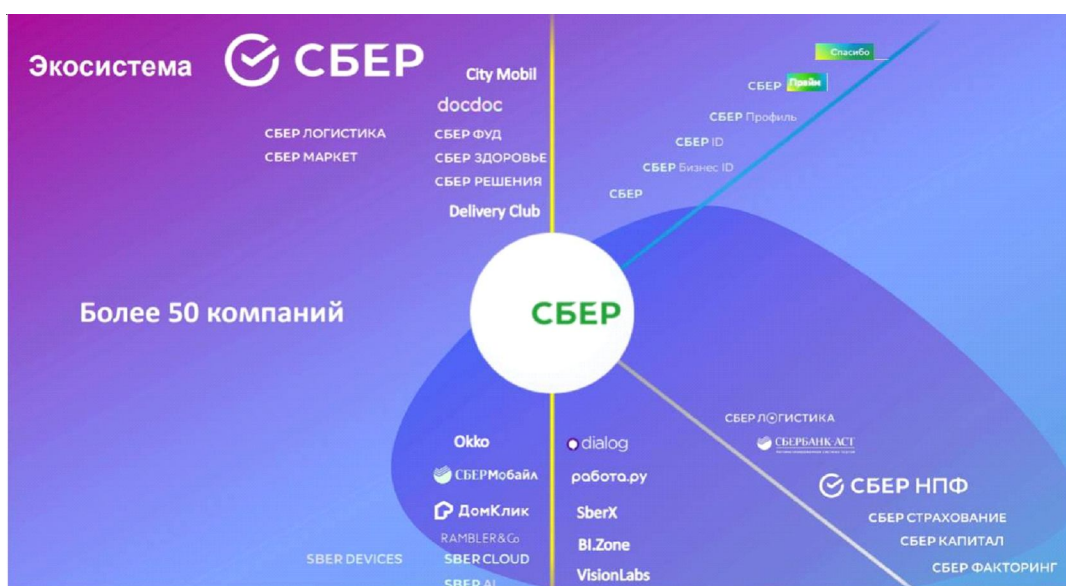 Экосистема СБЕР
City Mobil
docdoc
СБЕР ЛОГИСТИКА
СБЕР ФУД
СБЕР МАРКЕТ
СБЕР ЗДОРОВЬЕ
СБЕР РЕШЕНИЯ
Delivery Club
Спасибо
СБЕР Прайм
СБЕР Профиль
СБЕР ID
СБЕР Бизнес ID
СБЕР
Более 50 компаний
СБЕР
Okko
СБЕРМобайл
ДомКлик
RAMBLER&Co
SBER DEVICES
SBERCLOUD
SBER AI
dialog
работа.ру
SberX
BI.Zone
VisionLabs
СБЕР ЛОГИСТИКА
СБЕРБАНК АСТ
СБЕР НПФ
СБЕР СТРАХОВАНИЕ
СБЕР КАПИТАЛ
СБЕР ФАКТОРИНГ